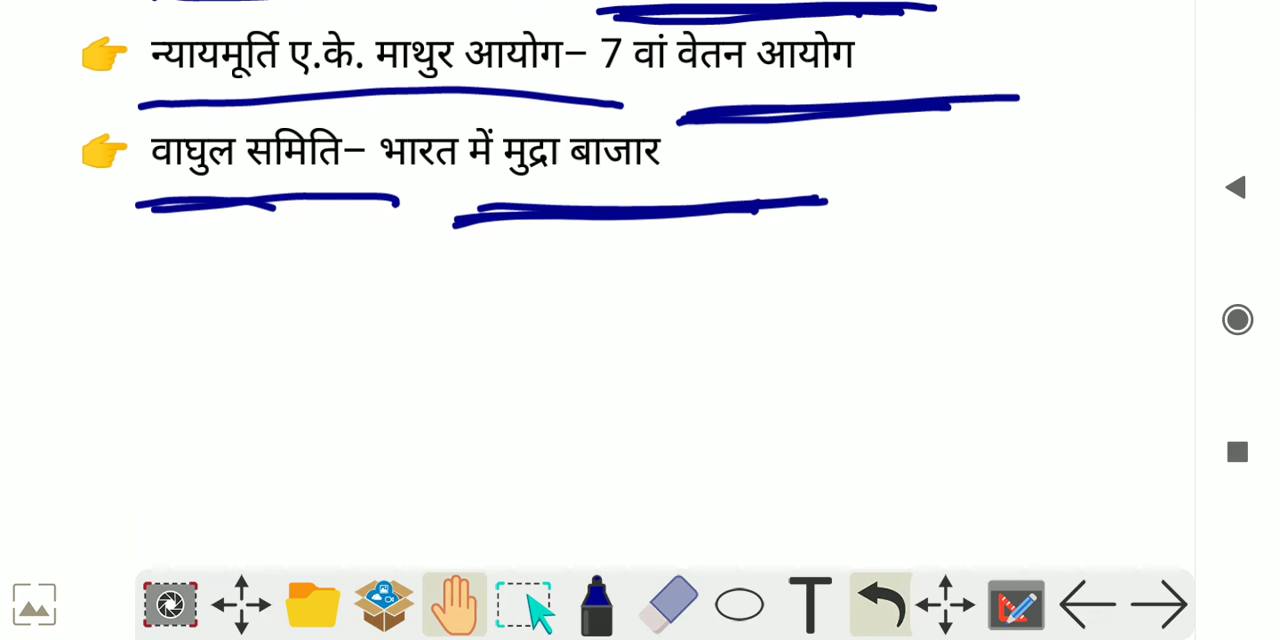 👉 न्यायमूर्ति ए.के. माथुर आयोग– 7 वां वेतन आयोग
👉 वाघुल समिति– भारत में मुद्रा बाजार